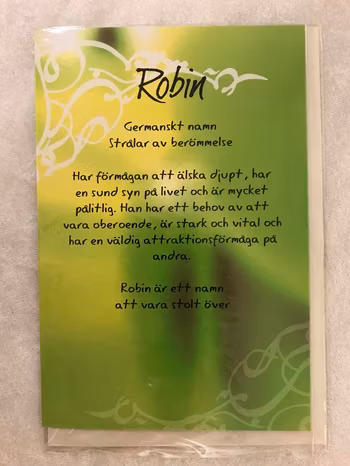 Robin
Germanskt namn
Strålar av berömmelse
Har förmågan att älska djupt, har
en sund syn på livet och är mycket
pålitlig. Han har ett behov av att
vara oberoende, är stark och vital och
har en väldig attraktionsförmåga på
andra.
Robin är ett namn
att vara stolt över